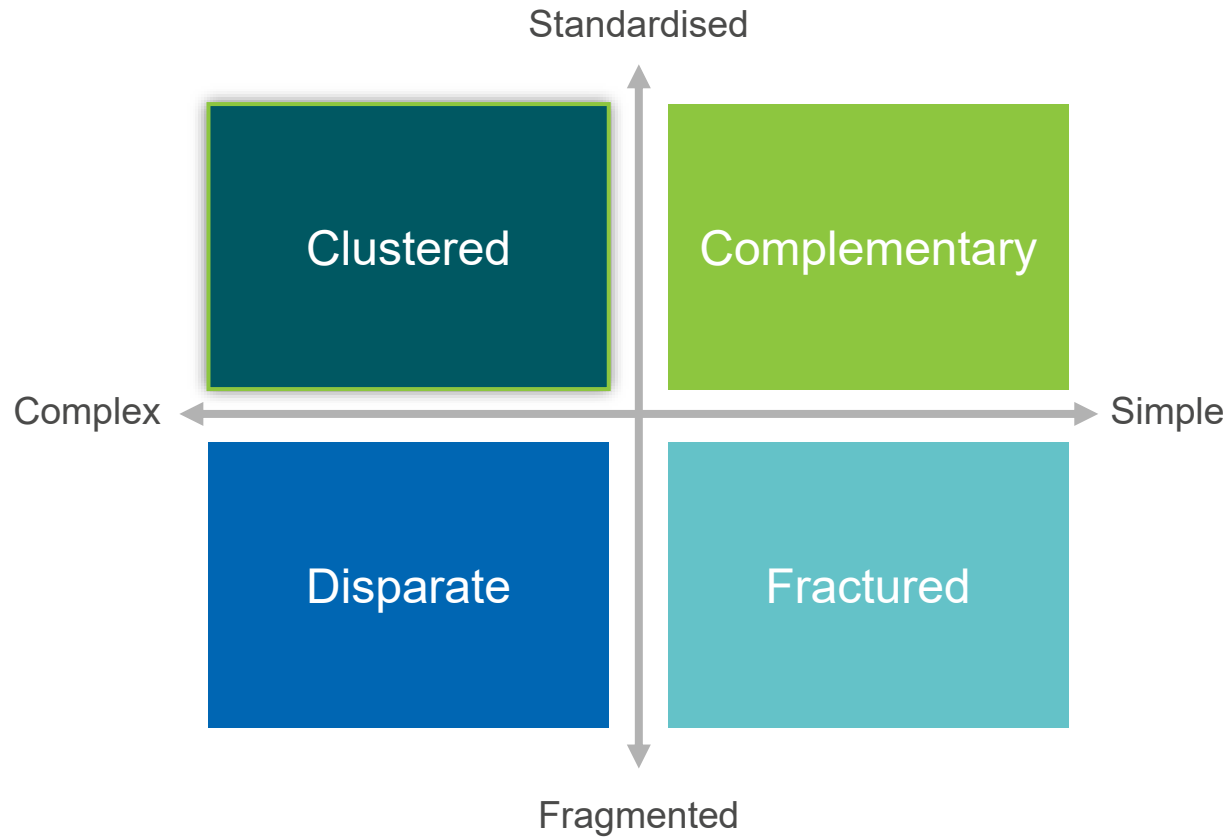 Standardised
Clustered
Complementary
Complex
Simple
Disparate
Fractured
Fragmented